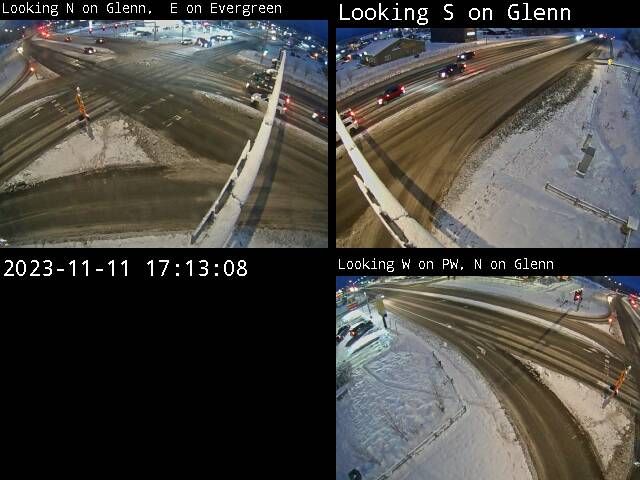 Looking N on Glenn,  E on Evergreen
Looking S on Glenn
2023-11-11 17:13:08
Looking W on PW, N on Glenn